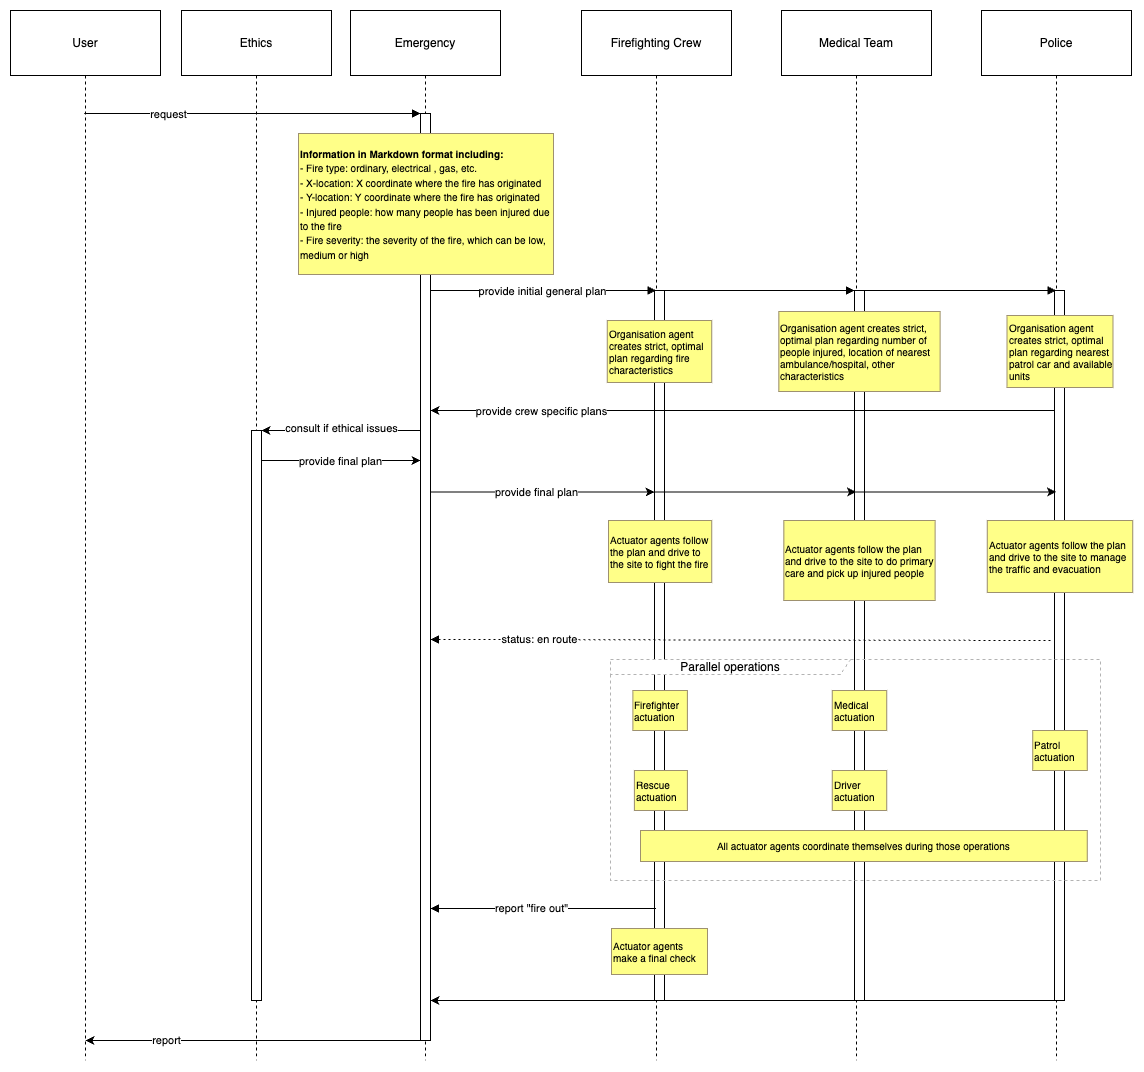 User
Ethics
Emergency
Firefighting Crew
Medical Team
Police
request
Information in Markdown format including:
- Fire type: ordinary, electrical , gas, etc.
- X-location: X coordinate where the fire has originated
- Y-location: Y coordinate where the fire has originated
- Injured people: how many people has been injured due
to the fire
- Fire severity: the severity of the fire, which can be low,
medium or high
provide initial general plan
Organisation agent
creates strict, optimal
plan regarding fire
characteristics
Organisation agent creates strict,
optimal plan regarding number of
people injured, location of nearest
ambulance/hospital, other
characteristics
Organisation agent
creates strict, optimal
plan regarding nearest
patrol car and available
units
provide crew specific plans
consult if ethical issues
provide final plan
provide final plan
Actuator agents follow
the plan and drive to
the site to fight the fire
Actuator agents follow the plan
and drive to the site to do primary
care and pick up injured people
Actuator agents follow the plan
and drive to the site to manage
the traffic and evacuation
status: en route
Parallel operations
Firefighter
actuation
Medical
actuation
Patrol
actuation
Rescue
actuation
Driver
actuation
All actuator agents coordinate themselves during those operations
report "fire out"
Actuator agents
make a final check
report